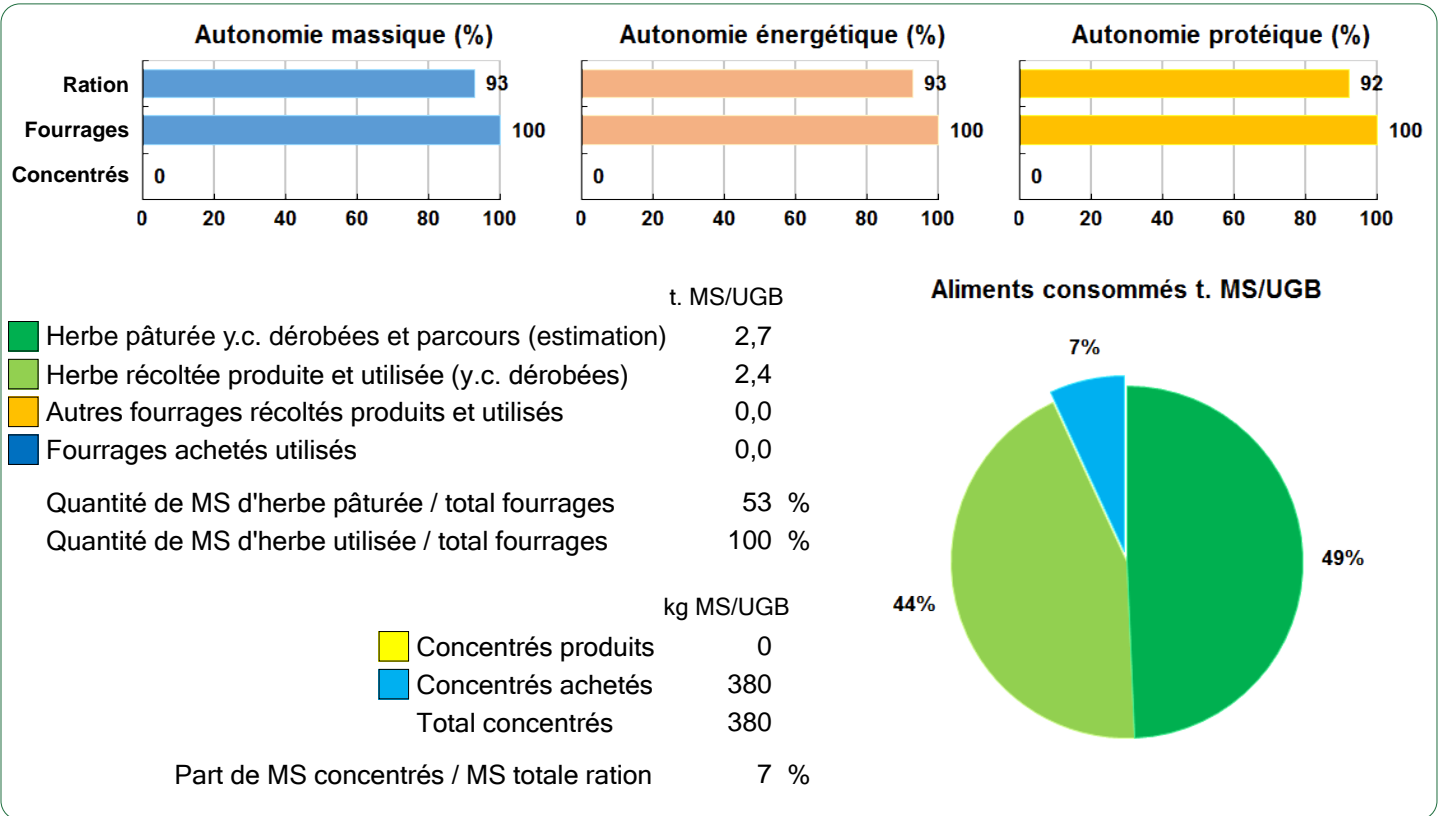 Autonomie massique (%)
Autonomie énergétique (%)
Autonomie protéique (%)
Ration
93
93
92
Fourrages
100
100
100
Concentrés
0
0
0
0 20 40 60 80 100
0 20 40 60 80 100
0 20 40 60 80 100
t. MS/UGB
Herbe pâturée y.c. dérobées et parcours (estimation) 2,7
Herbe récoltée produite et utilisée (y.c. dérobées) 2,4
Autres fourrages récoltés produits et utilisés 0,0
Fourrages achetés utilisés 0,0
Quantité de MS d'herbe pâturée / total fourrages 53 %
Quantité de MS d'herbe utilisée / total fourrages 100 %
kg MS/UGB
Concentrés produits 0
Concentrés achetés 380
Total concentrés 380
Part de MS concentrés / MS totale ration 7 %
Aliments consommés t. MS/UGB
7%
49%
44%